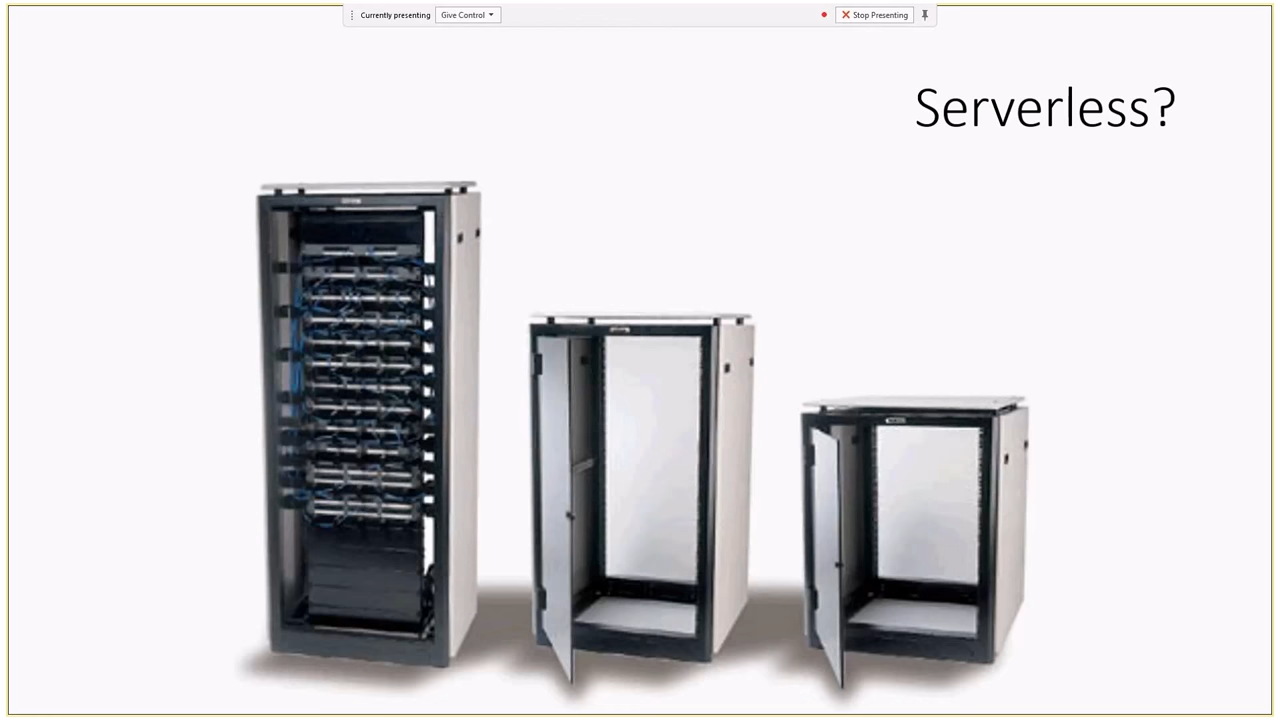 Currently presenting
Give Control
Stop Presenting
Serverless?